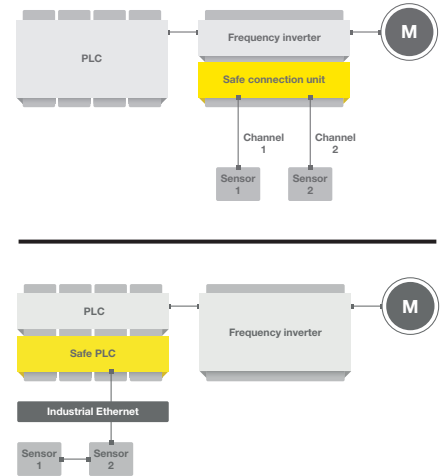 M
Frequency inverter
PLC
Safe connection unit
Channel
1
Channel
2
Sensor
1
Sensor
2
M
PLC
Frequency inverter
Safe PLC
Industrial Ethernet
Sensor
1
Sensor
2